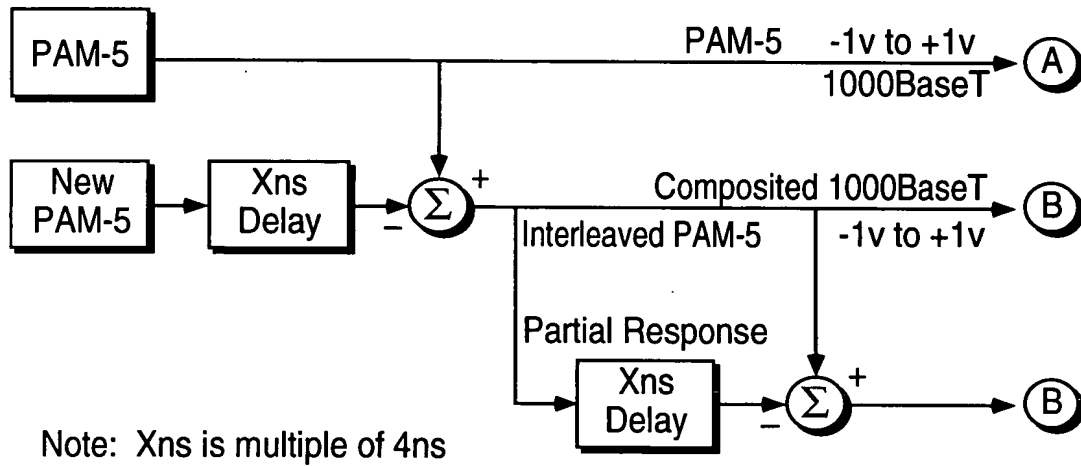 PAM-5
PAM-5 -1v to +1v
1000BaseT
A
New
PAM-5
Xns
Delay
−
Σ
+
Composited 1000BaseT
Interleaved PAM-5
-1v to +1v
B
Partial Response
Xns
Delay
−
Σ
+
B
Note: Xns is multiple of 4ns